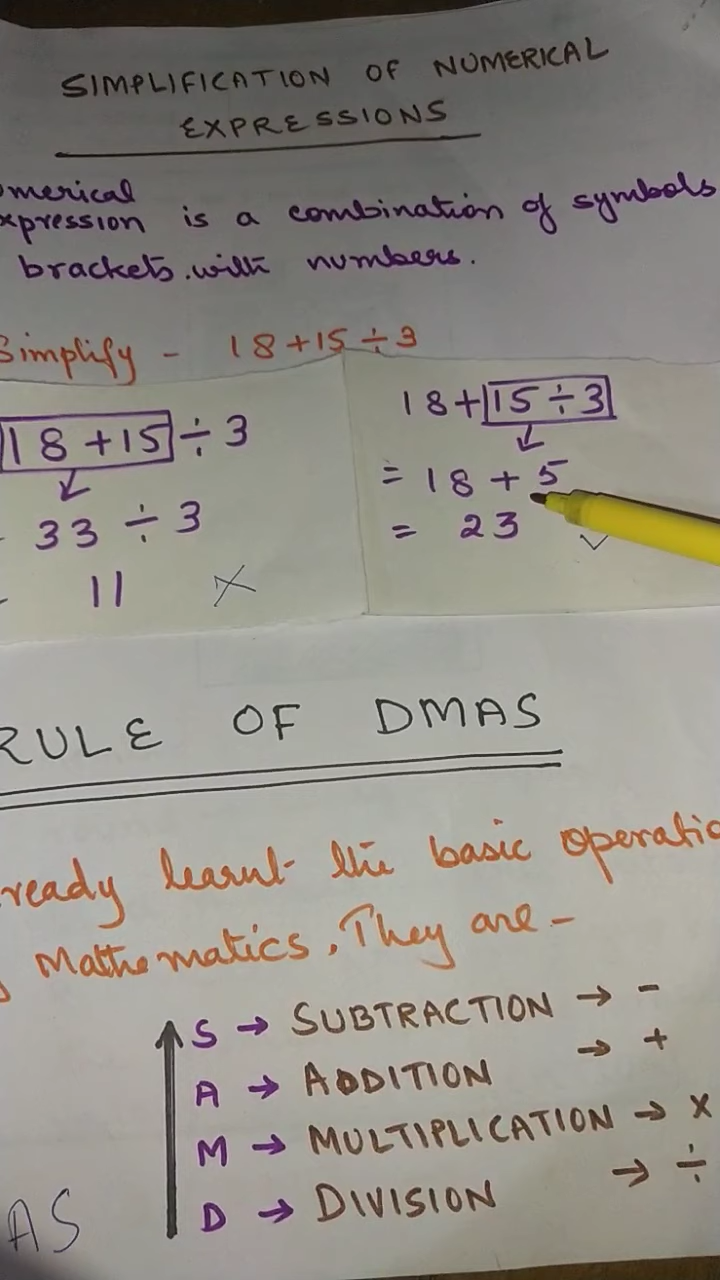 SIMPLIFICATION OF NUMERICAL
EXPRESSIONS
merical
xpression is a combination of symbols
brackets. with numbers.
Simplify - 18+15÷3
18+15÷3
↙
33 ÷ 3
11 ×
18+15÷3
↙
= 18 + 5
= 23 ✓
RULE OF DMAS
ready learnt the basic operatio
Mathematics. They are -
S → SUBTRACTION → -
A → ADDITION → +
M → MULTIPLICATION → ×
D → DIVISION → ÷
AS